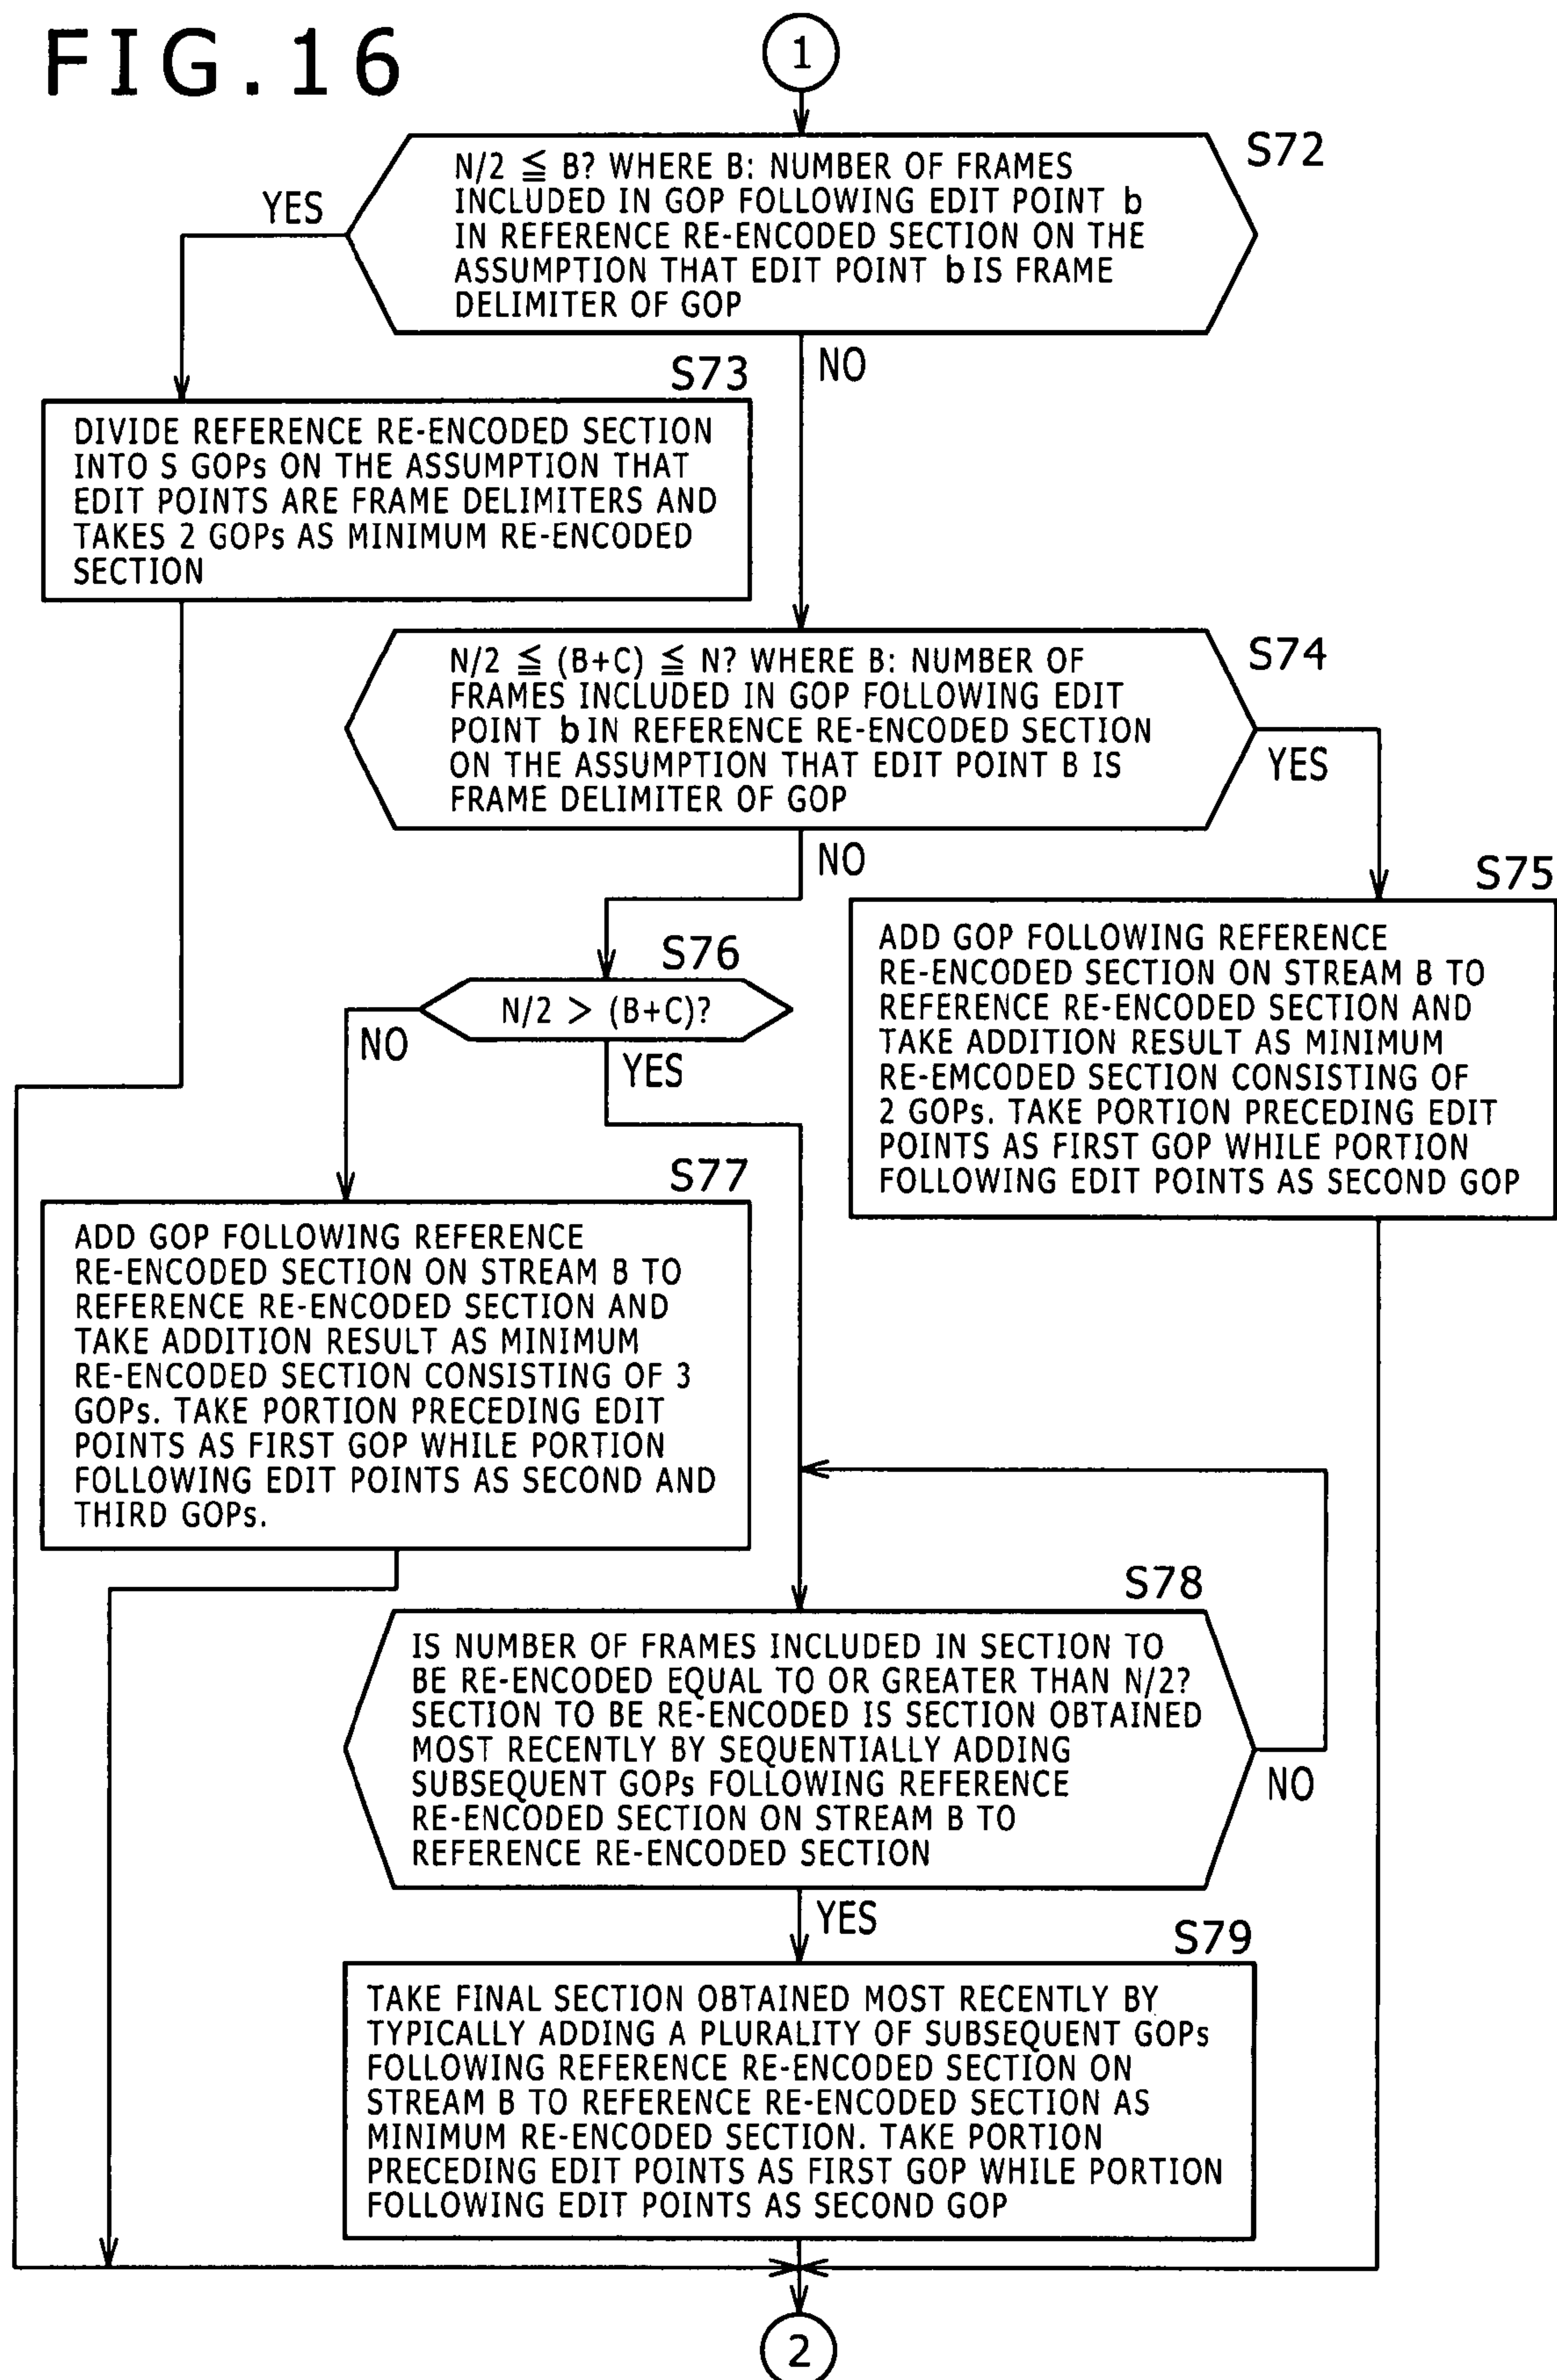 FIG.16
1
N/2 ≦ B? WHERE B: NUMBER OF FRAMES
INCLUDED IN GOP FOLLOWING EDIT POINT b
IN REFERENCE RE-ENCODED SECTION ON THE
ASSUMPTION THAT EDIT POINT b IS FRAME
DELIMITER OF GOP
S72
YES
NO
S73
DIVIDE REFERENCE RE-ENCODED SECTION
INTO S GOPs ON THE ASSUMPTION THAT
EDIT POINTS ARE FRAME DELIMITERS AND
TAKES 2 GOPs AS MINIMUM RE-ENCODED
SECTION
S74
N/2 ≦ (B+C) ≦ N? WHERE B: NUMBER OF
FRAMES INCLUDED IN GOP FOLLOWING EDIT
POINT b IN REFERENCE RE-ENCODED SECTION
ON THE ASSUMPTION THAT EDIT POINT B IS
FRAME DELIMITER OF GOP
YES
NO
S75
ADD GOP FOLLOWING REFERENCE
RE-ENCODED SECTION ON STREAM B TO
REFERENCE RE-ENCODED SECTION AND
TAKE ADDITION RESULT AS MINIMUM
RE-EMCODED SECTION CONSISTING OF
2 GOPs. TAKE PORTION PRECEDING EDIT
POINTS AS FIRST GOP WHILE PORTION
FOLLOWING EDIT POINTS AS SECOND GOP
S76
N/2 > (B+C)?
NO
YES
S77
ADD GOP FOLLOWING REFERENCE
RE-ENCODED SECTION ON STREAM B TO
REFERENCE RE-ENCODED SECTION AND
TAKE ADDITION RESULT AS MINIMUM
RE-ENCODED SECTION CONSISTING OF 3
GOPs. TAKE PORTION PRECEDING EDIT
POINTS AS FIRST GOP WHILE PORTION
FOLLOWING EDIT POINTS AS SECOND AND
THIRD GOPs.
S78
IS NUMBER OF FRAMES INCLUDED IN SECTION TO
BE RE-ENCODED EQUAL TO OR GREATER THAN N/2?
SECTION TO BE RE-ENCODED IS SECTION OBTAINED
MOST RECENTLY BY SEQUENTIALLY ADDING
SUBSEQUENT GOPs FOLLOWING REFERENCE
RE-ENCODED SECTION ON STREAM B TO
REFERENCE RE-ENCODED SECTION
NO
YES
S79
TAKE FINAL SECTION OBTAINED MOST RECENTLY BY
TYPICALLY ADDING A PLURALITY OF SUBSEQUENT GOPs
FOLLOWING REFERENCE RE-ENCODED SECTION ON
STREAM B TO REFERENCE RE-ENCODED SECTION AS
MINIMUM RE-ENCODED SECTION. TAKE PORTION
PRECEDING EDIT POINTS AS FIRST GOP WHILE PORTION
FOLLOWING EDIT POINTS AS SECOND GOP
2